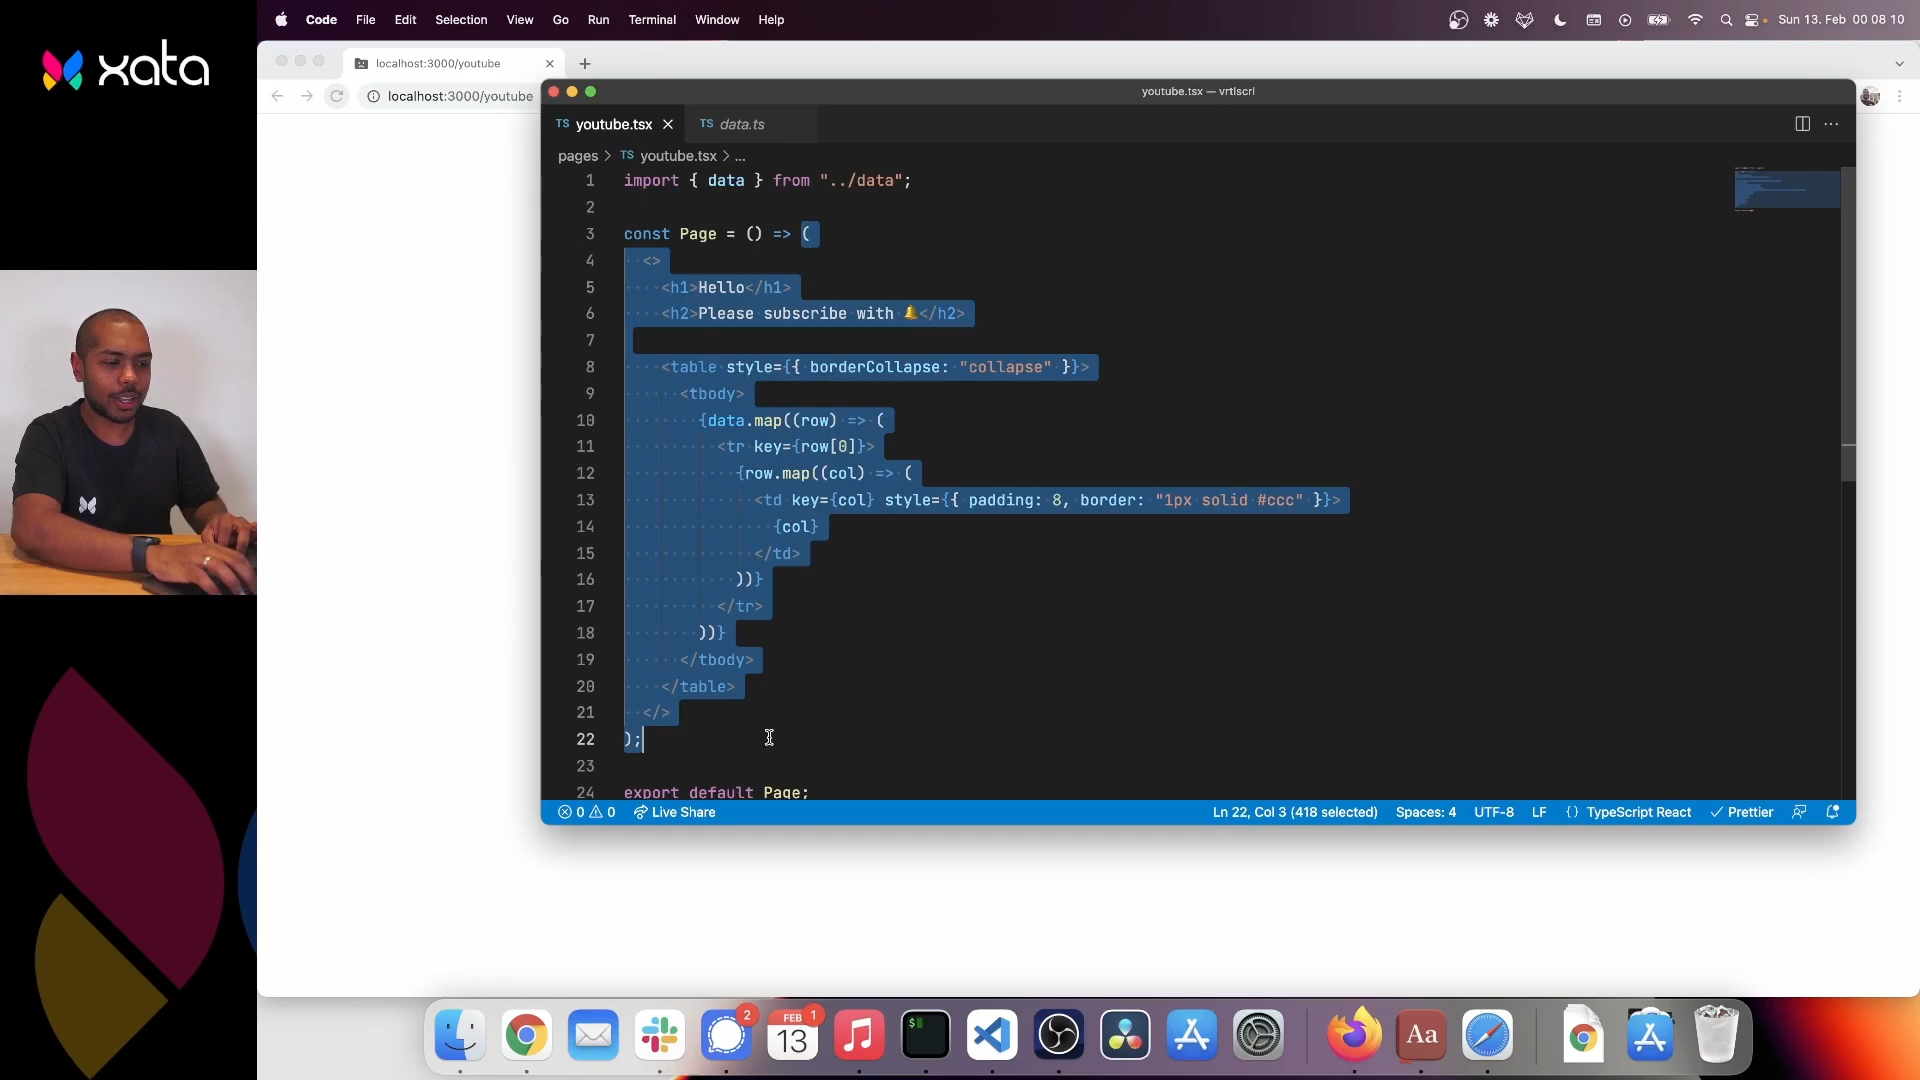 xata
Code File Edit Selection View Go Run Terminal Window Help
Sun 13. Feb 00 08 10
localhost:3000/youtube
localhost:3000/youtube
youtube.tsx — vrtlscrl
TS youtube.tsx
TS data.ts
pages > TS youtube.tsx > ...
1 import { data } from "../data";
2
3 const Page = () => (
4 <>
5 <h1>Hello</h1>
6 <h2>Please subscribe with 🔔</h2>
7
8 <table style={{ borderCollapse: "collapse" }}>
9 <tbody>
10 {data.map((row) => (
11 <tr key={row[0]}>
12 {row.map((col) => (
13 <td key={col} style={{ padding: 8, border: "1px solid #ccc" }}>
14 {col}
15 </td>
16 ))}
17 </tr>
18 ))}
19 </tbody>
20 </table>
21 </>
22 );
23
24 export default Page;
0 0 Live Share
Ln 22, Col 3 (418 selected) Spaces: 4 UTF-8 LF {} TypeScript React Prettier
2
FEB
13
1
$
Aa